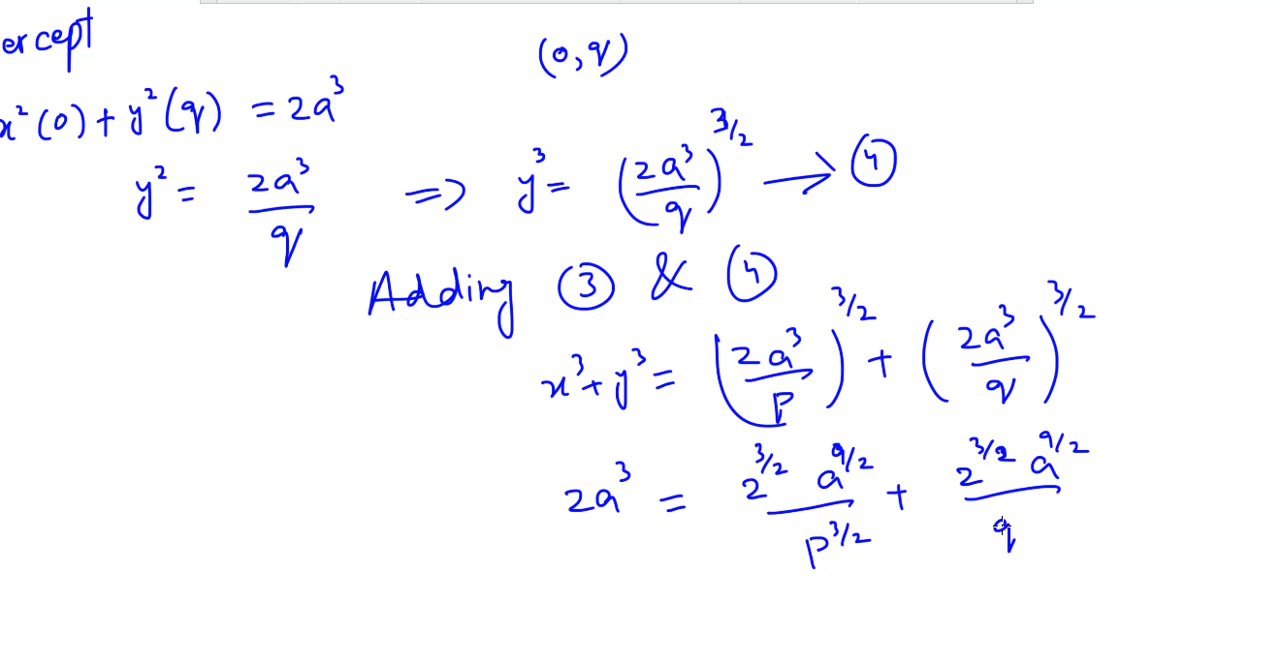 ercept
(0, q)
x²(0) + y²(q) = 2a³
y² = 2a³/q ⇒ y³ = (2a³/q)^3/2 → ④
Adding ③ & ④
x³ + y³ = (2a³/p)^3/2 + (2a³/q)^3/2
2a³ = 2^3/2 a^9/2 / p^3/2 + 2^3/2 a^9/2 / q